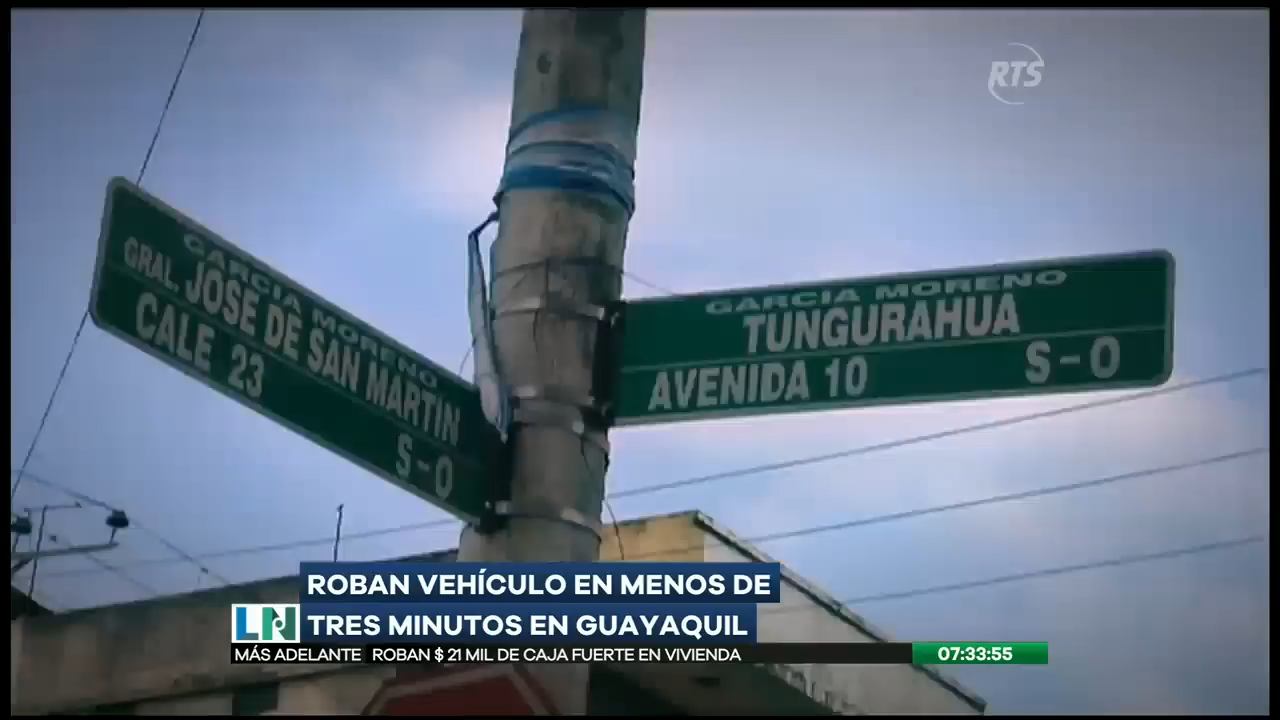 RTS
GARCIA MORENO
GRAL. JOSE DE SAN MARTIN
CALE 23
S-O
GARCIA MORENO
TUNGURAHUA
AVENIDA 10 S-O
ROBAN VEHÍCULO EN MENOS DE
TRES MINUTOS EN GUAYAQUIL
LN
MÁS ADELANTE ROBAN $ 21 MIL DE CAJA FUERTE EN VIVIENDA
07:33:55